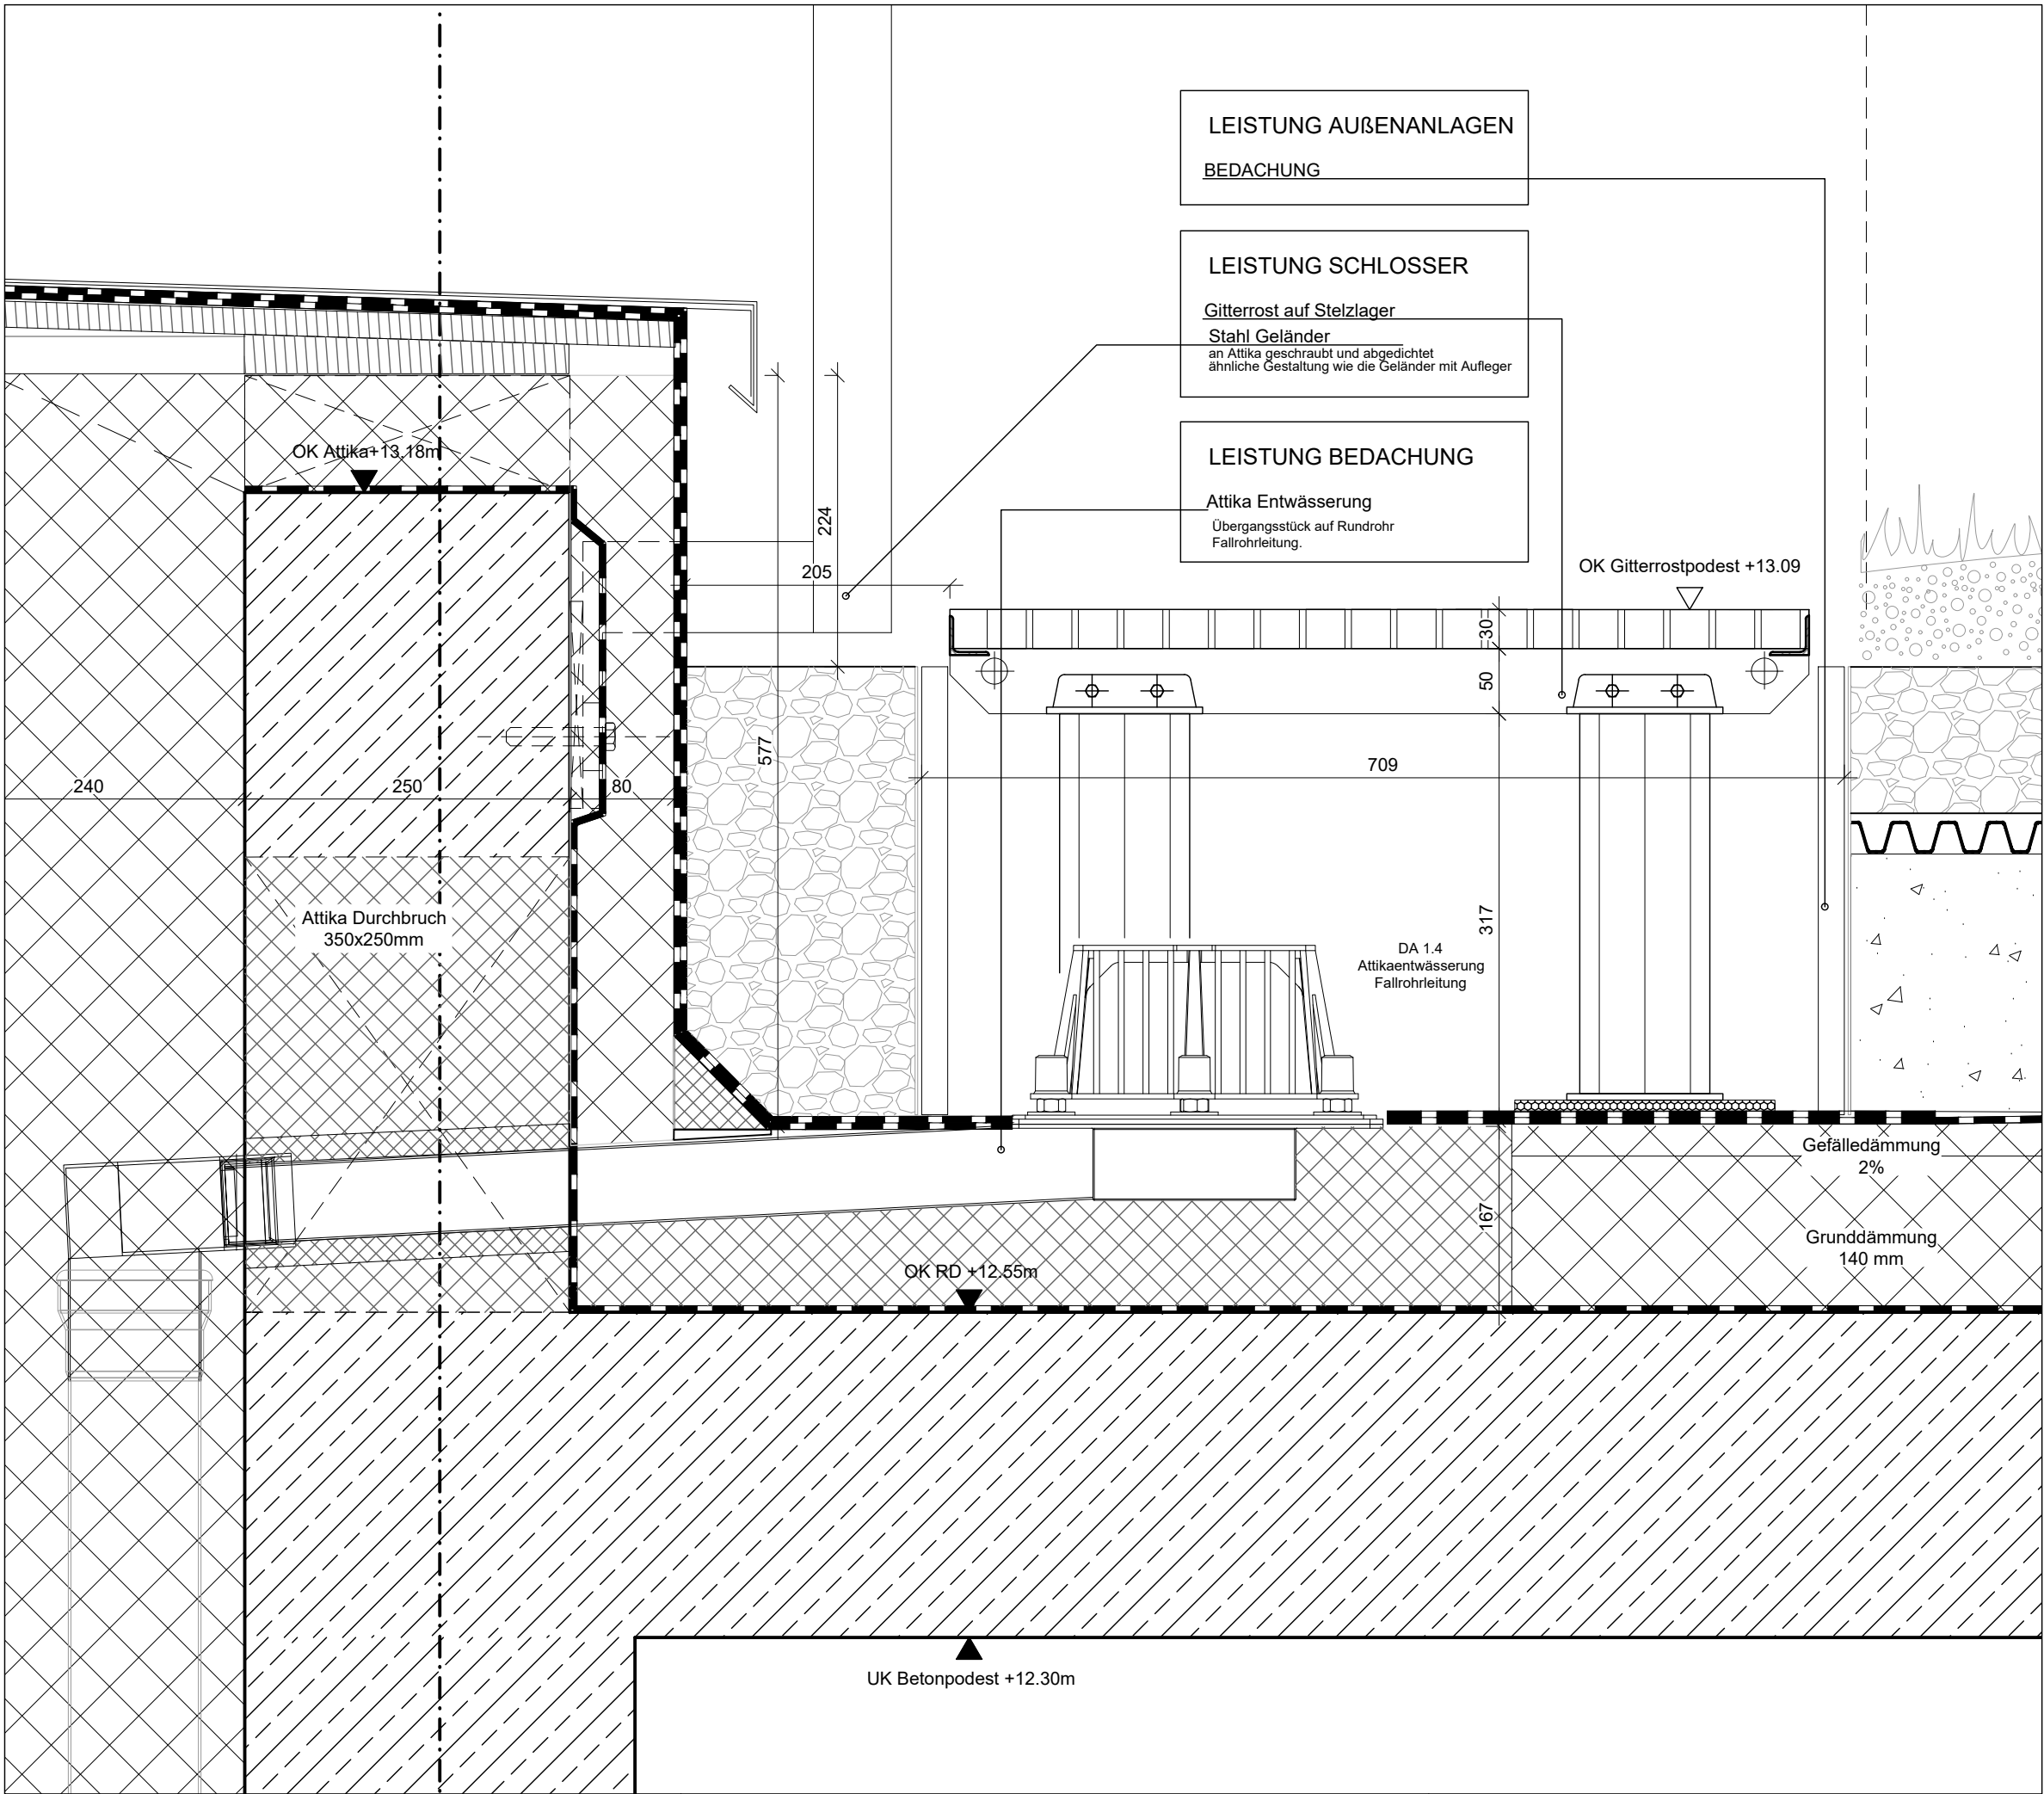 LEISTUNG AUßENANLAGEN
BEDACHUNG
LEISTUNG SCHLOSSER
Gitterrost auf Stelzlager
Stahl Geländer
an Attika geschraubt und abgedichtet
ähnliche Gestaltung wie die Geländer mit Aufleger
LEISTUNG BEDACHUNG
Attika Entwässerung
Übergangsstück auf Rundrohr
Fallrohrleitung.
OK Attika+13.18m
224
205
OK Gitterrostpodest +13.09
30
50
577
709
240
250
80
Attika Durchbruch
350x250mm
317
DA 1.4
Attikaentwässerung
Fallrohrleitung
Gefälledämmung
2%
167
Grunddämmung
140 mm
OK RD +12.55m
UK Betonpodest +12.30m